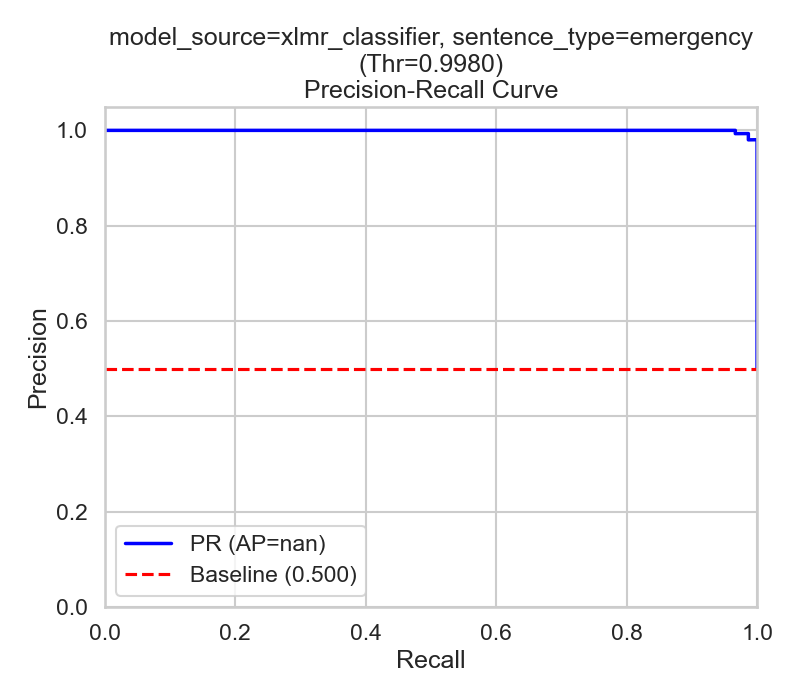 model_source=xlmr_classifier, sentence_type=emergency
(Thr=0.9980)
Precision-Recall Curve
1.0
0.8
0.6
0.4
0.2
0.0
Precision
PR (AP=nan)
Baseline (0.500)
0.0 0.2 0.4 0.6 0.8 1.0
Recall